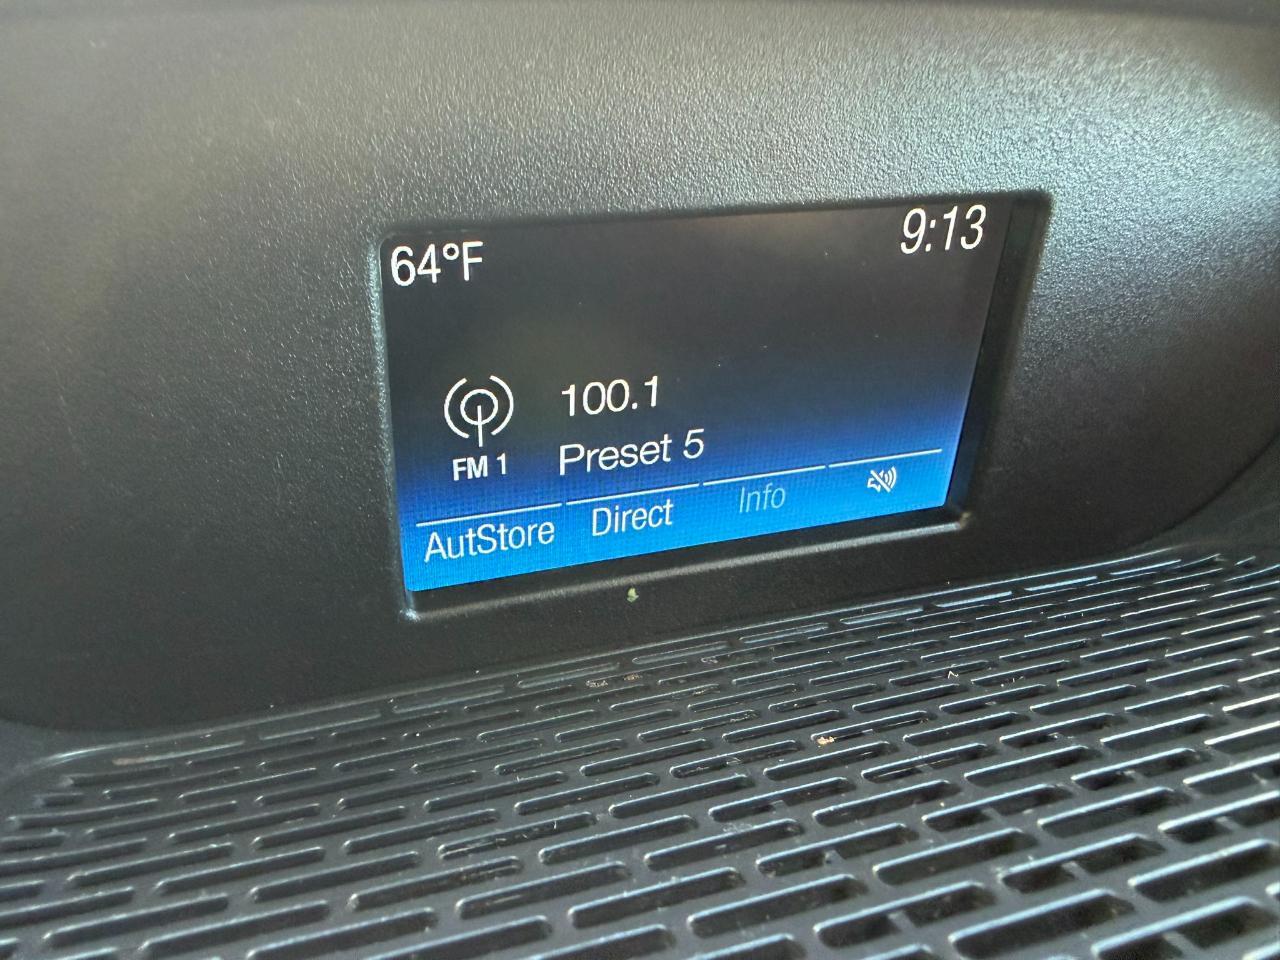 64°F
9:13
100.1
Preset 5
FM 1
AutStore
Direct
Info